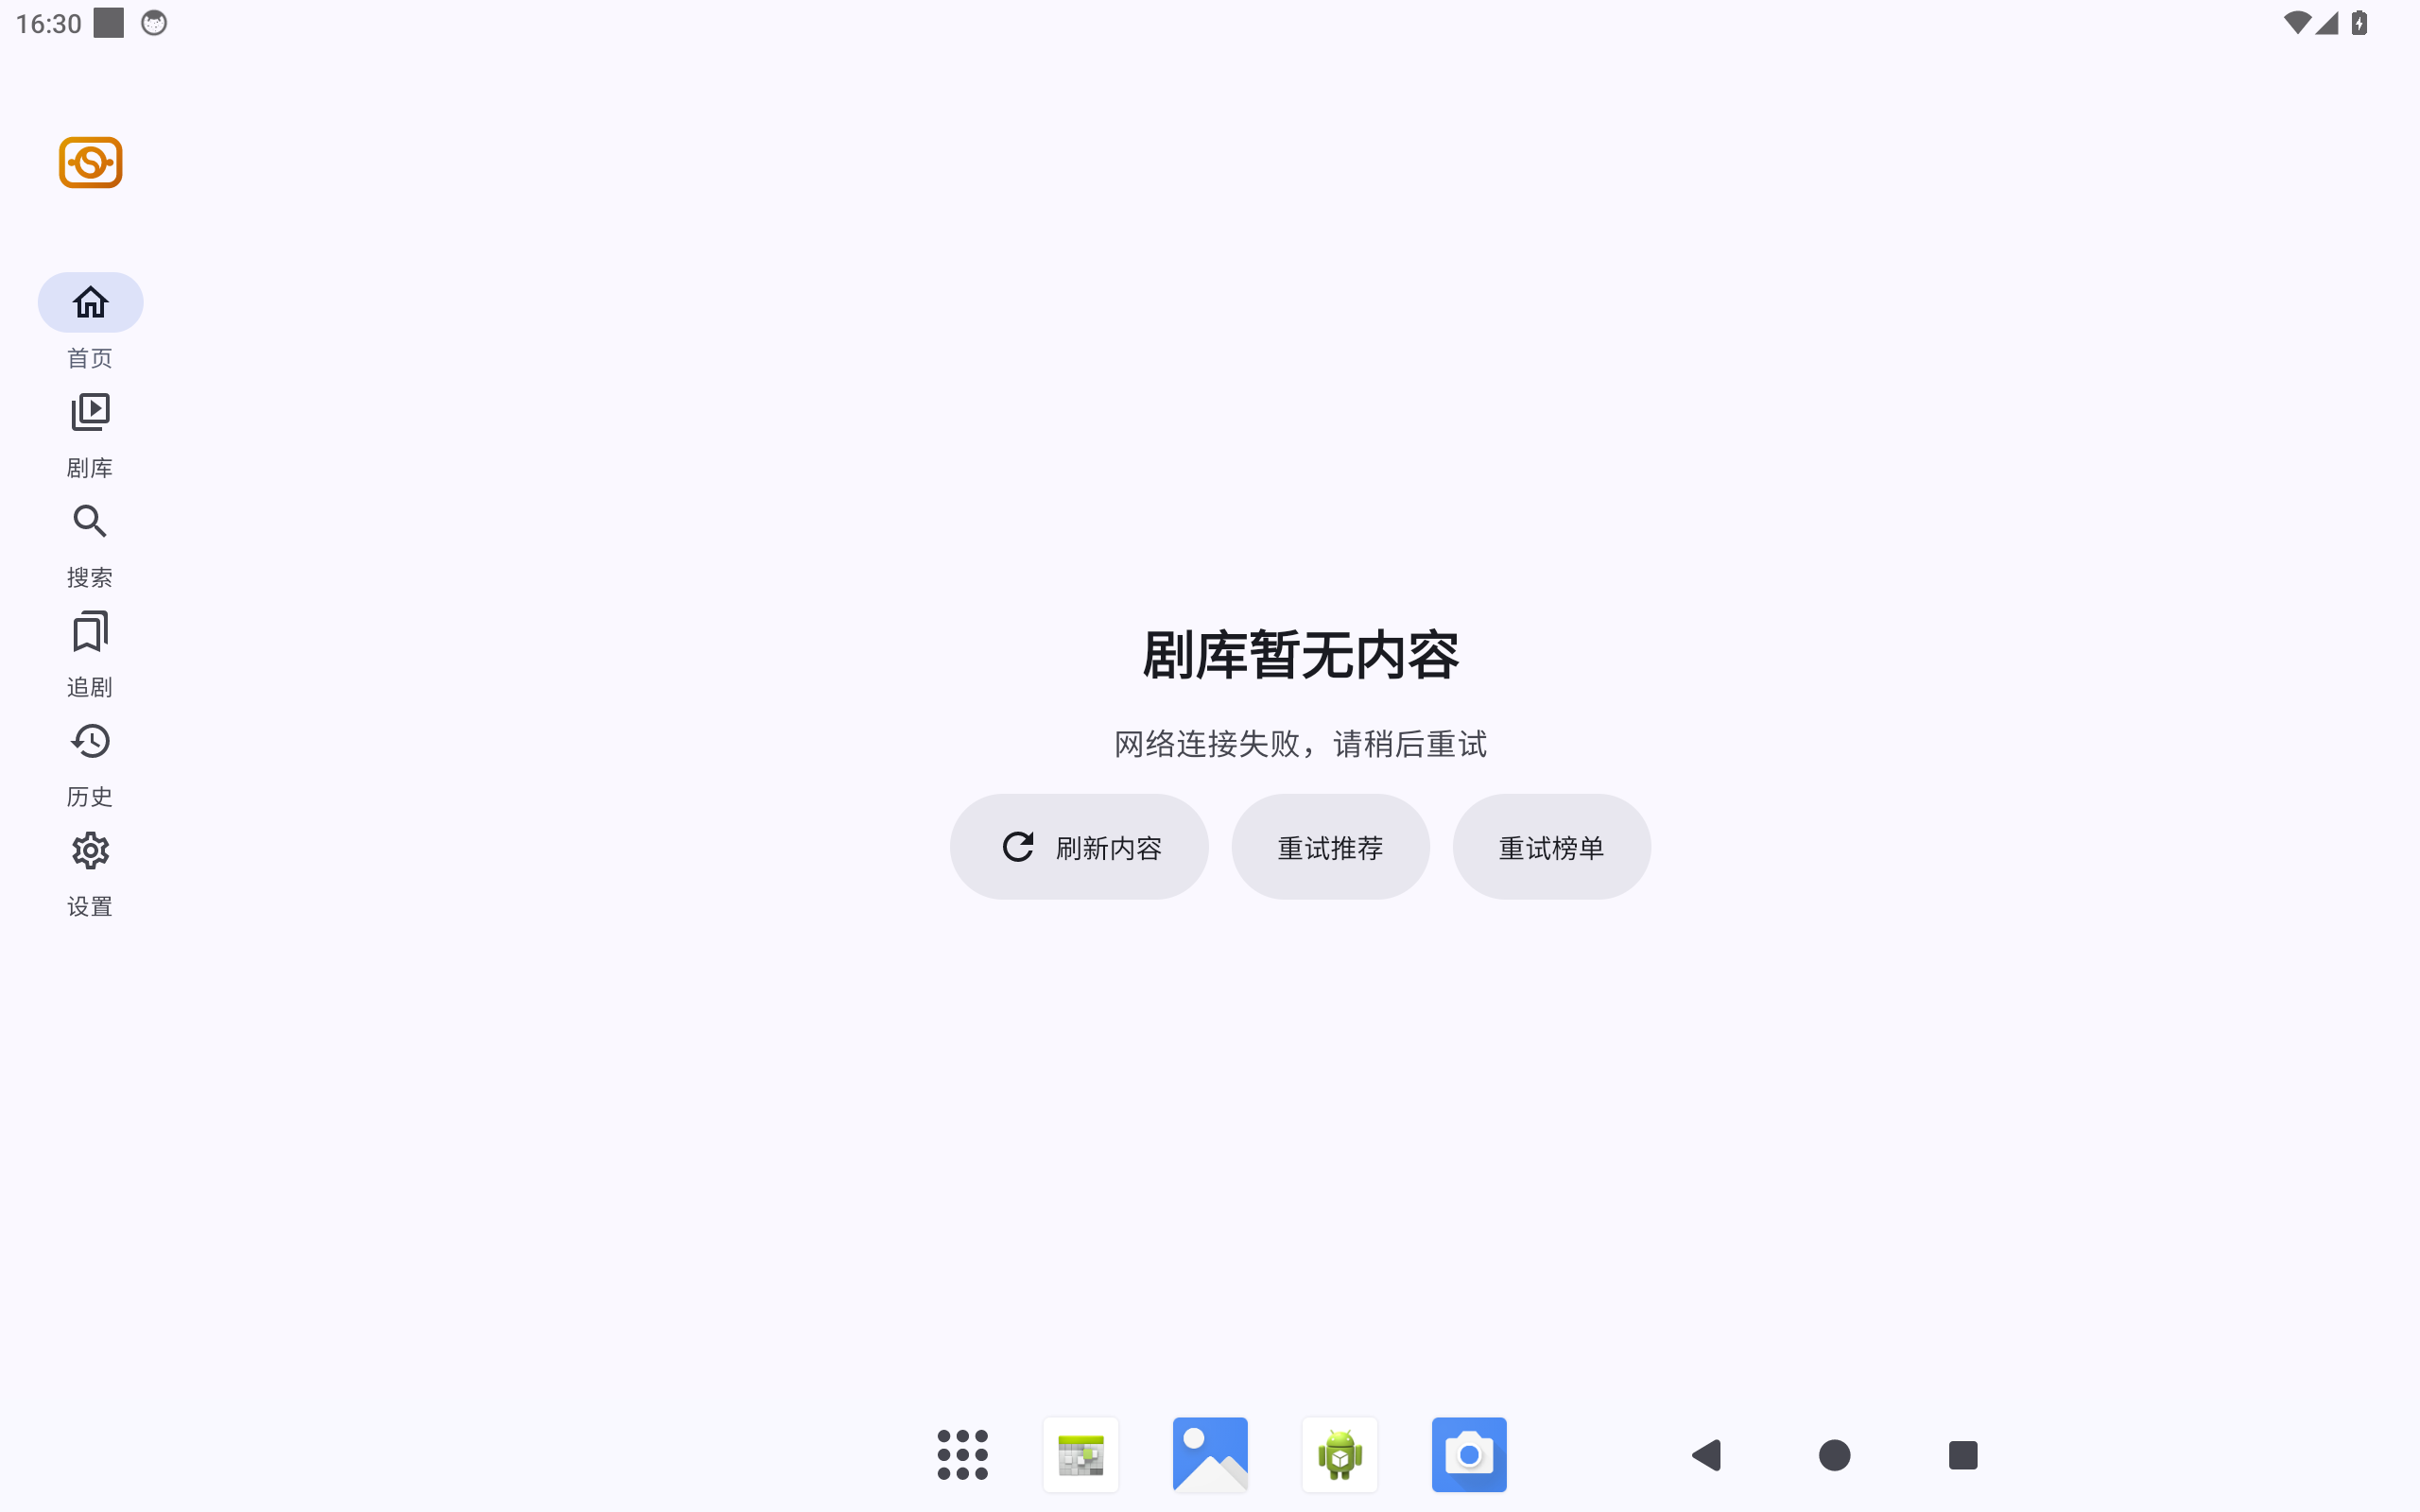 16:30
首页
剧库
搜索
追剧
历史
设置
剧库暂无内容
网络连接失败，请稍后重试
刷新内容 重试推荐 重试榜单